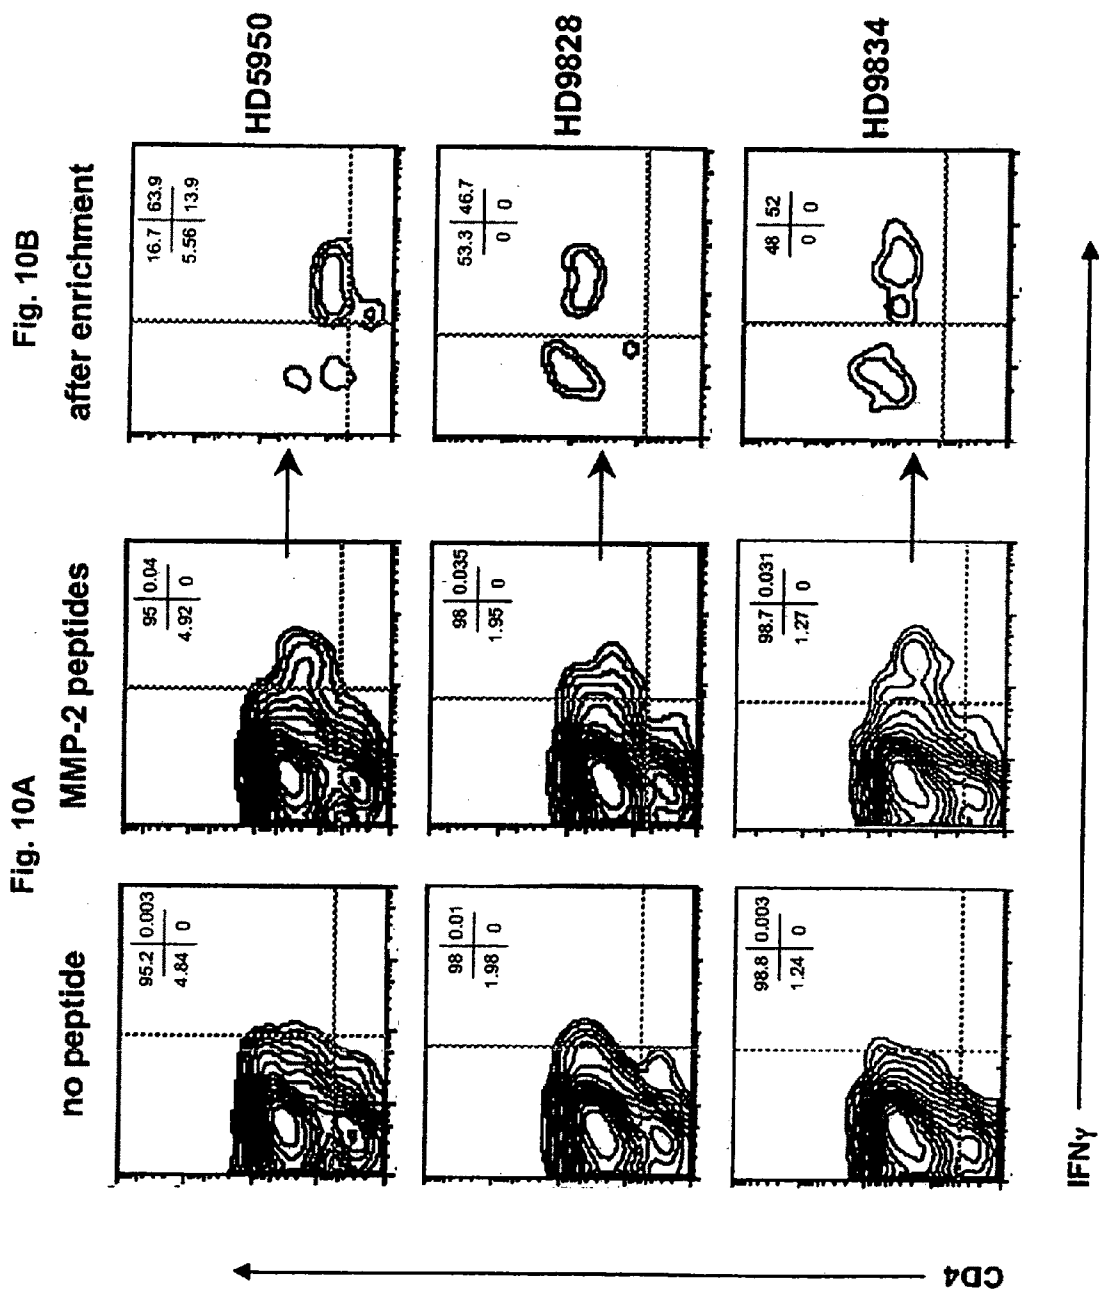 Fig. 10A
Fig. 10B
no peptide
MMP-2 peptides
after enrichment
95.2 0.003
4.84 0
95 0.04
4.92 0
16.7 63.9
5.56 13.9
HD5950
98 0.01
1.98 0
98 0.035
1.95 0
53.3 46.7
0 0
HD9828
98.8 0.003
1.24 0
98.7 0.031
1.27 0
48 52
0 0
HD9834
CD4
IFNγ